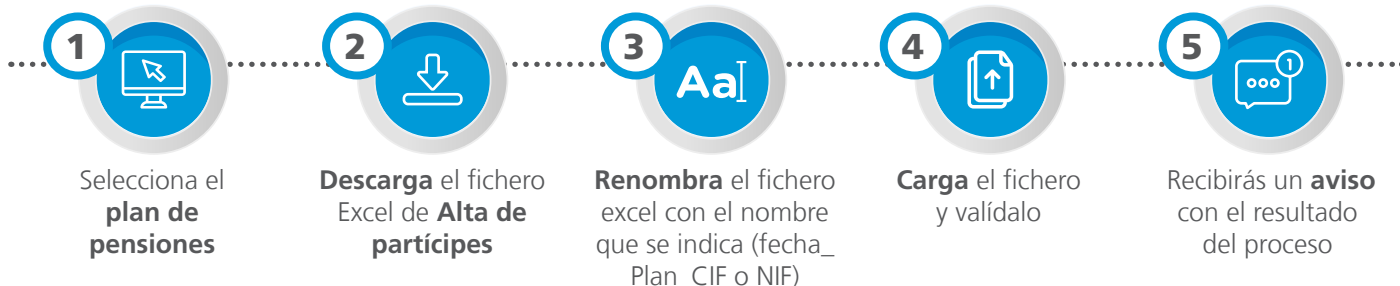 1
Selecciona el
plan de
pensiones
2
Descarga el fichero
Excel de Alta de
partícipes
3
Aa
Renombra el fichero
excel con el nombre
que se indica (fecha_
Plan_CIF o NIF)
4
Carga el fichero
y valídalo
5
1
Recibirás un aviso
con el resultado
del proceso